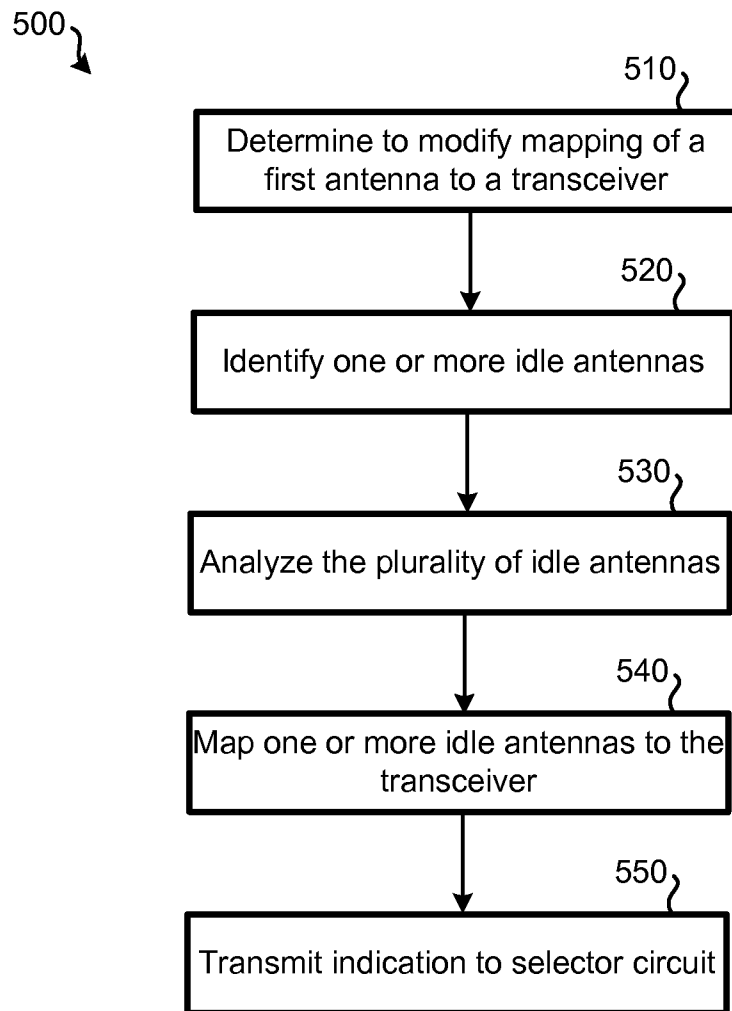 500
510
Determine to modify mapping of a
first antenna to a transceiver
520
Identify one or more idle antennas
530
Analyze the plurality of idle antennas
540
Map one or more idle antennas to the
transceiver
550
Transmit indication to selector circuit